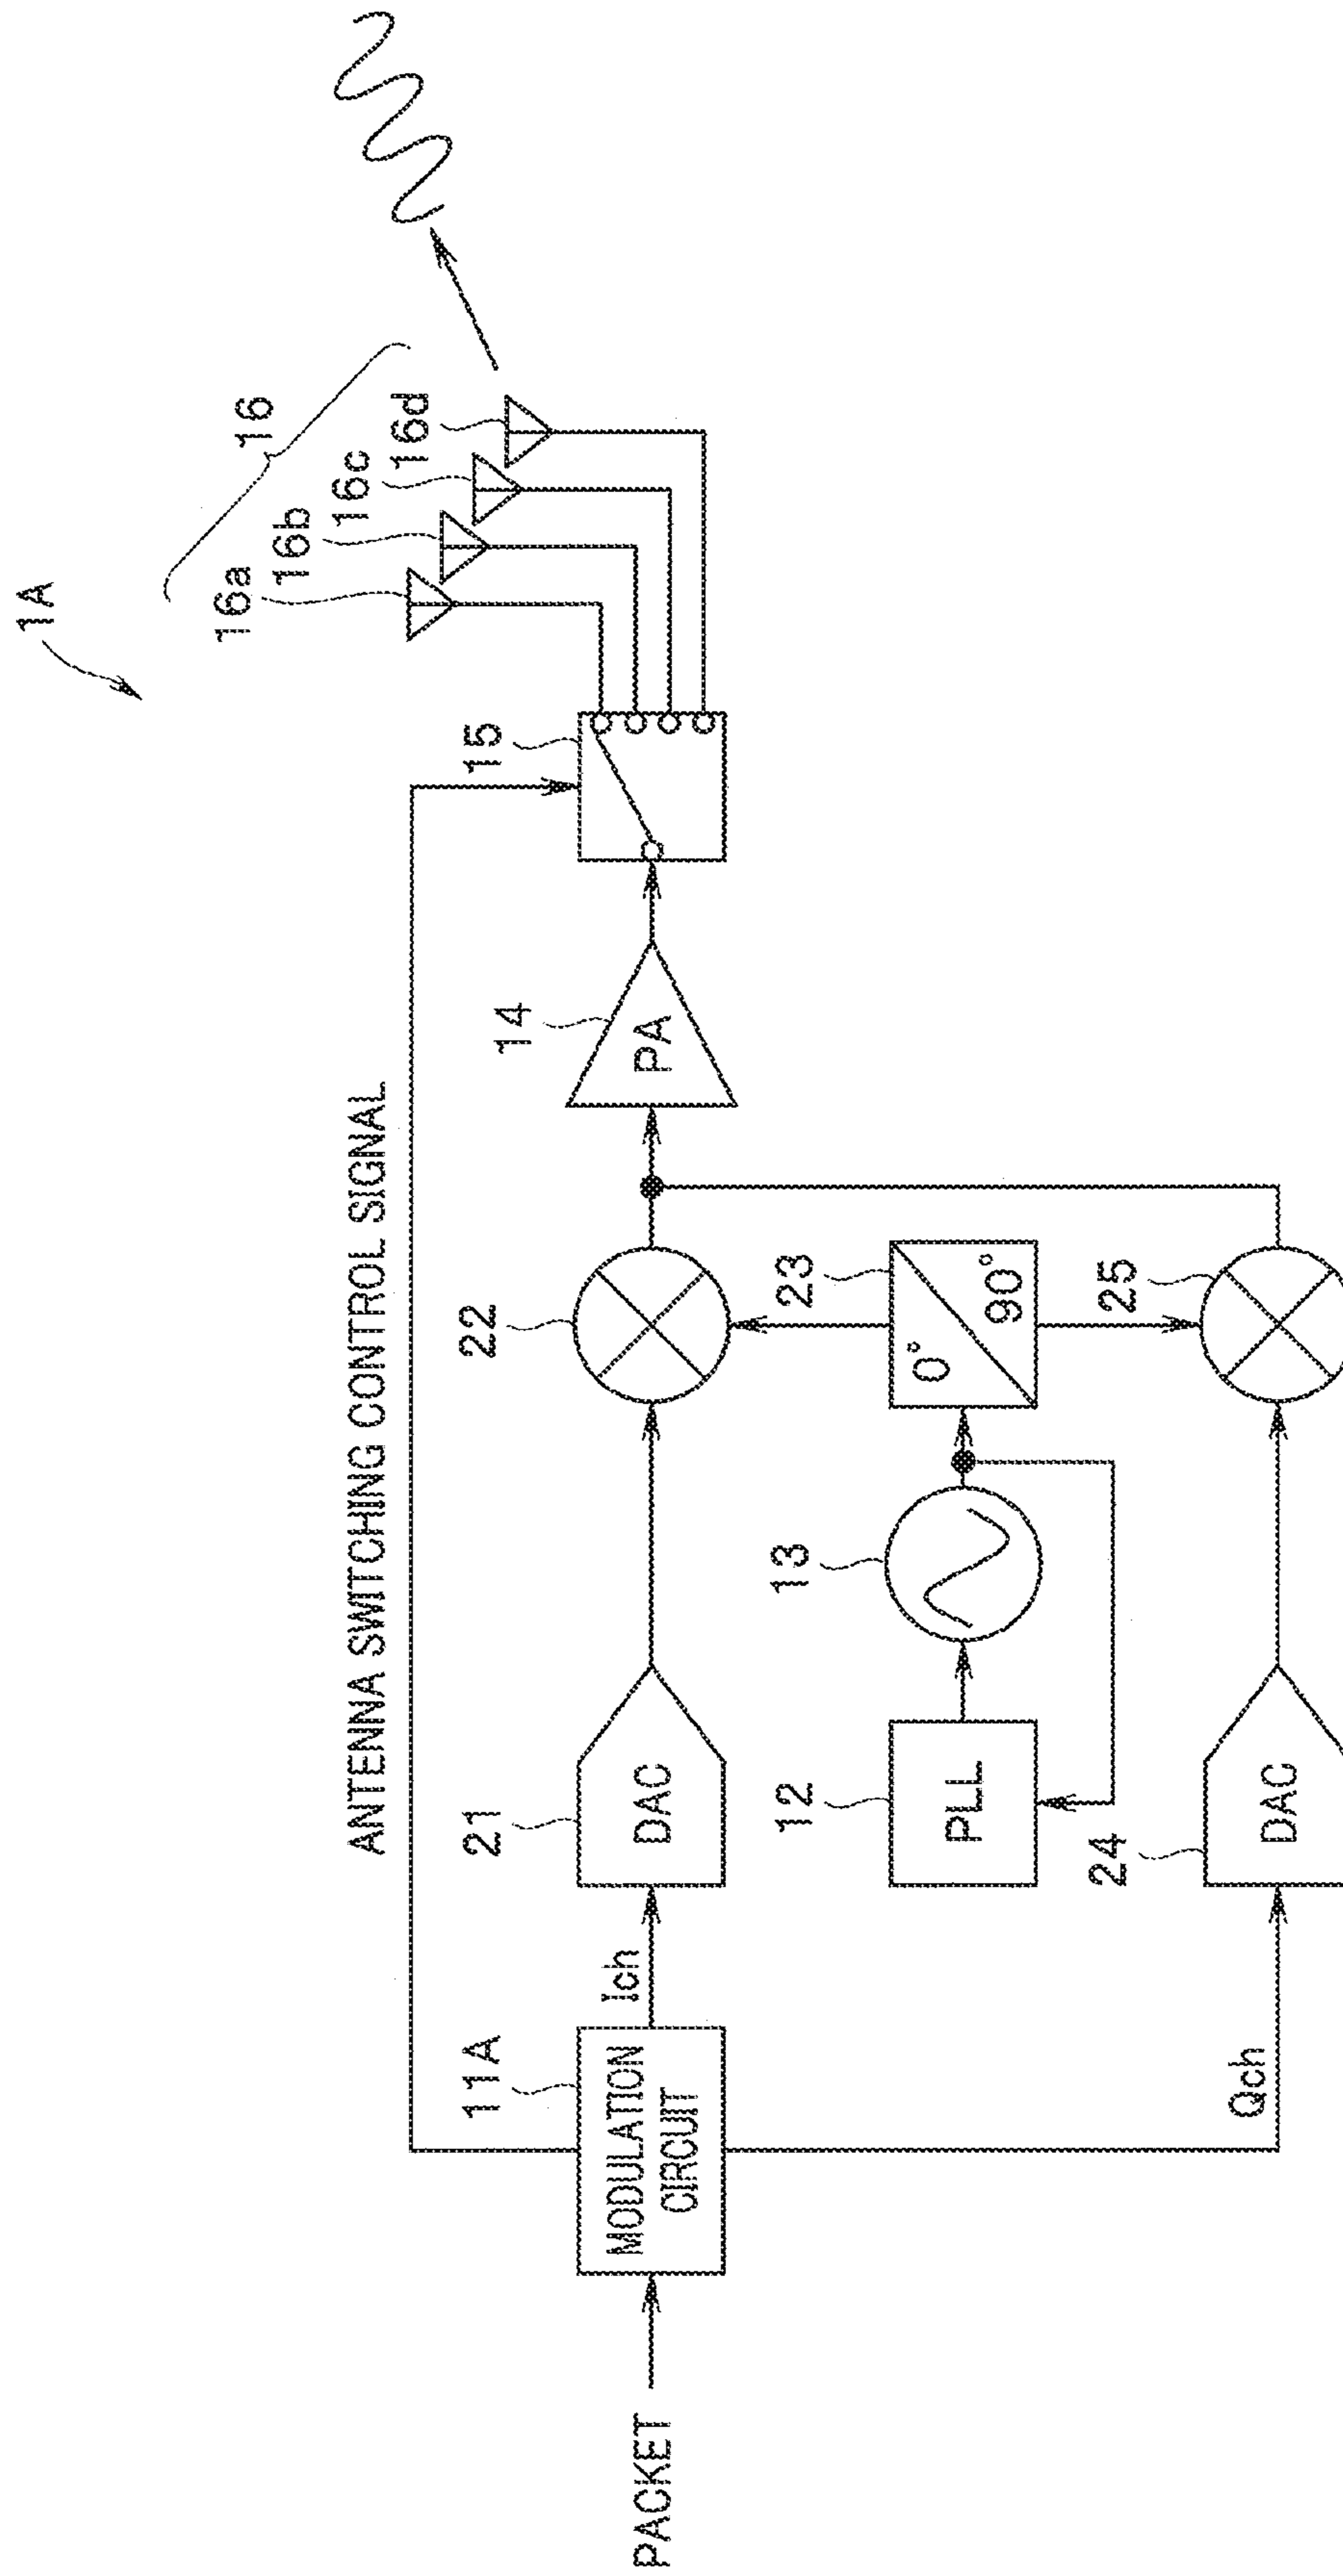 1A
16
16a
16b
16c
16d
ANTENNA SWITCHING CONTROL SIGNAL
11A
21
22
14
15
PACKET
MODULATION
CIRCUIT
Ich
DAC
PA
12
13
23
PLL
0°
90°
Qch
24
DAC
25